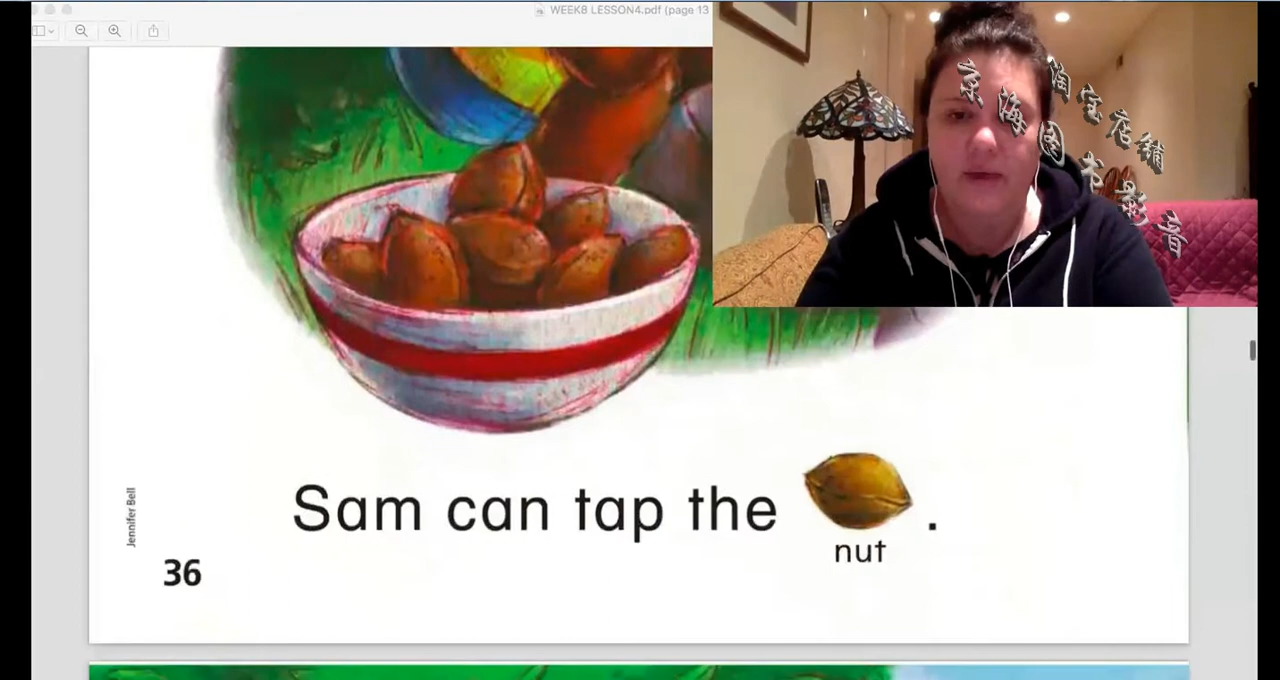 WEEK8 LESSON4.pdf (page 13
京海图书影音
淘宝店铺
Sam can tap the .
nut
Jennifer Bell
36